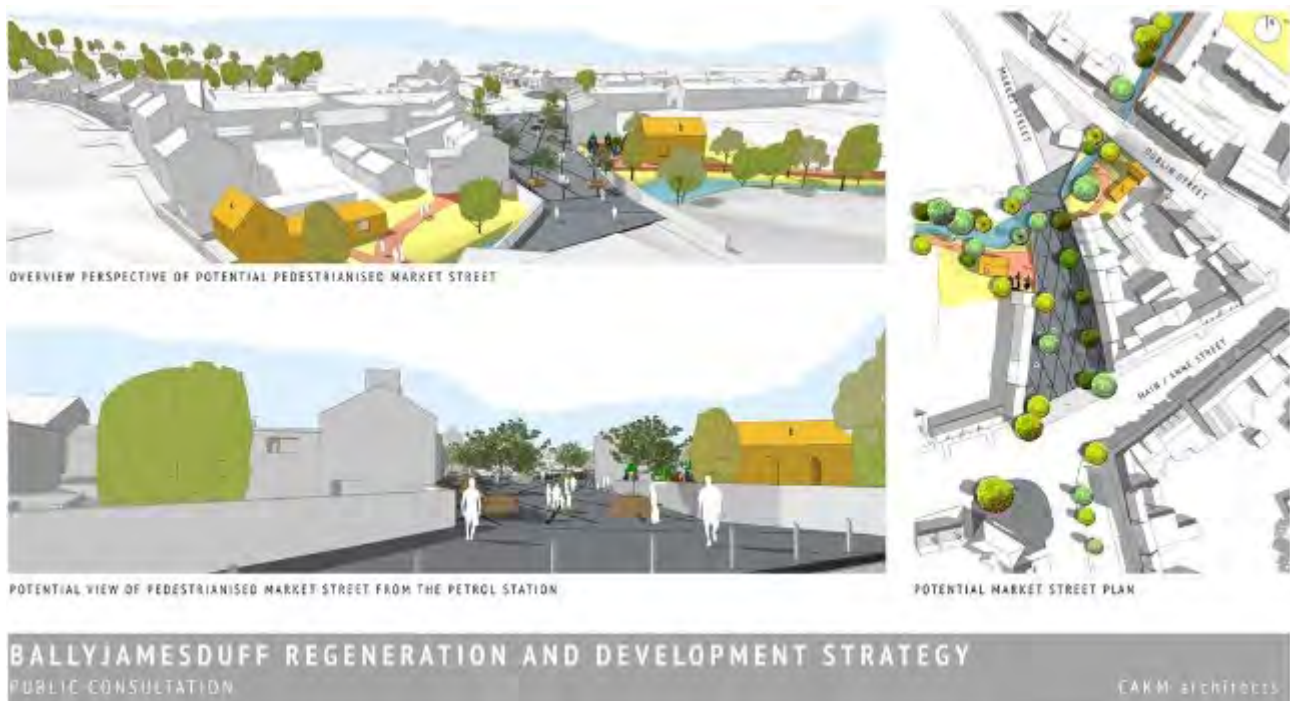 OVERVIEW PERSPECTIVE OF POTENTIAL PEDESTRIANISED MARKET STREET
POTENTIAL VIEW OF PEDESTRIANISED MARKET STREET FROM THE PETROL STATION
MARKET STREET
DUBLIN STREET
MAIN / ANNE STREET
POTENTIAL MARKET STREET PLAN
BALLYJAMESDUFF REGENERATION AND DEVELOPMENT STRATEGY
PUBLIC CONSULTATION
CAKM architects